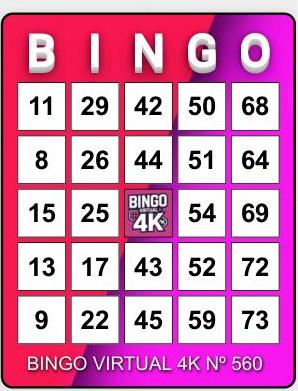 B I N G O
11 29 42 50 68
8 26 44 51 64
15 25 BINGO VIRTUAL 4K 54 69
13 17 43 52 72
9 22 45 59 73
BINGO VIRTUAL 4K Nº 560